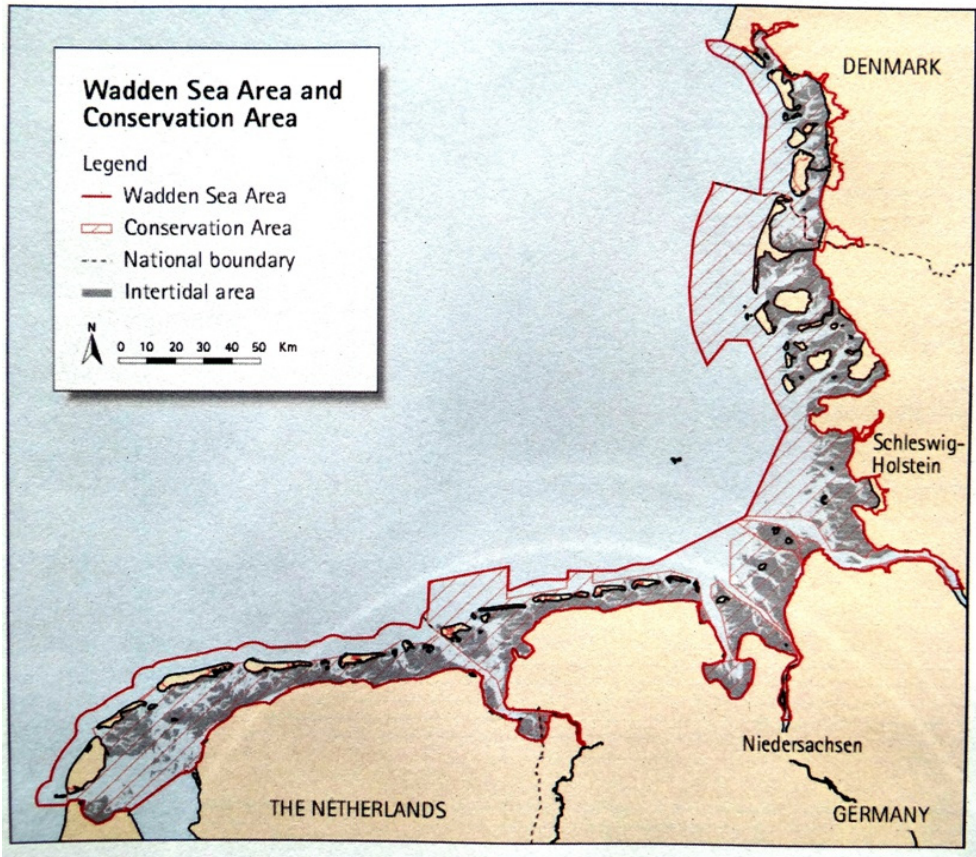 Wadden Sea Area and
Conservation Area
Legend
Wadden Sea Area
Conservation Area
National boundary
Intertidal area
N
0 10 20 30 40 50 Km
DENMARK
Schleswig-
Holstein
Niedersachsen
THE NETHERLANDS
GERMANY